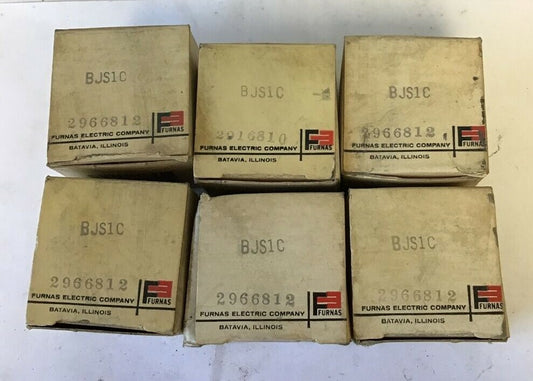 BJS1C
2966812
FURNAS ELECTRIC COMPANY
BATAVIA, ILLINOIS
FURNAS
BJS1C
2916810
FURNAS ELECTRIC COMPANY
BATAVIA, ILLINOIS
FURNAS
BJS1C
2966812
FURNAS ELECTRIC COMPANY
BATAVIA, ILLINOIS
FURNAS
BJS1C
2966812
FURNAS ELECTRIC COMPANY
BATAVIA, ILLINOIS
FURNAS
BJS1C
2966812
FURNAS ELECTRIC COMPANY
BATAVIA, ILLINOIS
FURNAS
BJS1C
2966812
FURNAS ELECTRIC COMPANY
BATAVIA, ILLINOIS
FURNAS